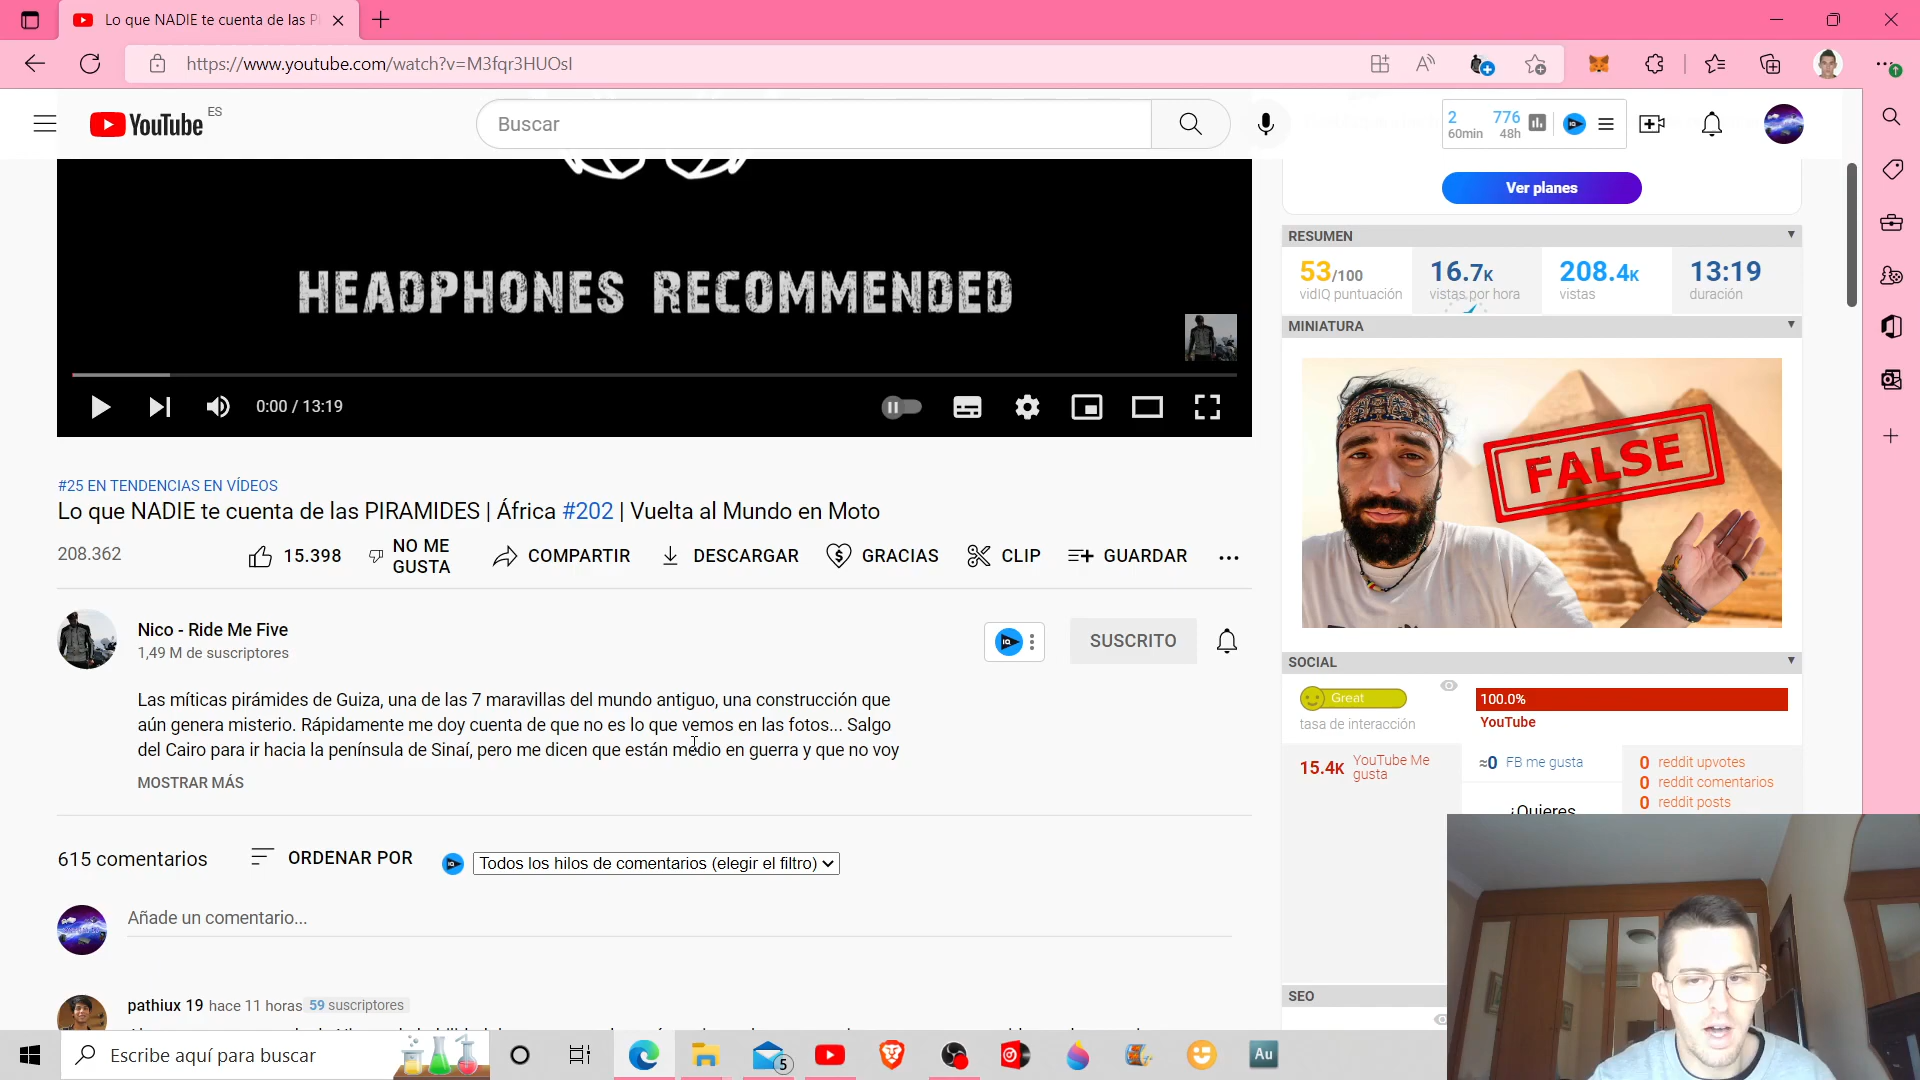 Lo que NADIE te cuenta de las P
https://www.youtube.com/watch?v=M3fqr3HUOsI
YouTube ES
Buscar
2 776
60min 48h
Ver planes
HEADPHONES RECOMMENDED
0:00 / 13:19
RESUMEN
53/100 16.7K 208.4K 13:19
vidIQ puntuación vistas por hora vistas duración
MINIATURA
FALSE
#25 EN TENDENCIAS EN VÍDEOS
Lo que NADIE te cuenta de las PIRAMIDES | África #202 | Vuelta al Mundo en Moto
208.362 15.398 NO ME GUSTA COMPARTIR DESCARGAR GRACIAS CLIP GUARDAR
Nico - Ride Me Five
1,49 M de suscriptores
IQ
SUSCRITO
Las míticas pirámides de Guiza, una de las 7 maravillas del mundo antiguo, una construcción que
aún genera misterio. Rápidamente me doy cuenta de que no es lo que vemos en las fotos... Salgo
del Cairo para ir hacia la península de Sinaí, pero me dicen que están medio en guerra y que no voy
MOSTRAR MÁS
SOCIAL
Great
tasa de interacción
100.0%
YouTube
15.4K YouTube Me gusta
≈0 FB me gusta
¿Quieres
0 reddit upvotes
0 reddit comentarios
0 reddit posts
SEO
615 comentarios ORDENAR POR Todos los hilos de comentarios (elegir el filtro)
Añade un comentario...
pathiux 19 hace 11 horas 59 suscriptores
Escribe aquí para buscar
5
Au